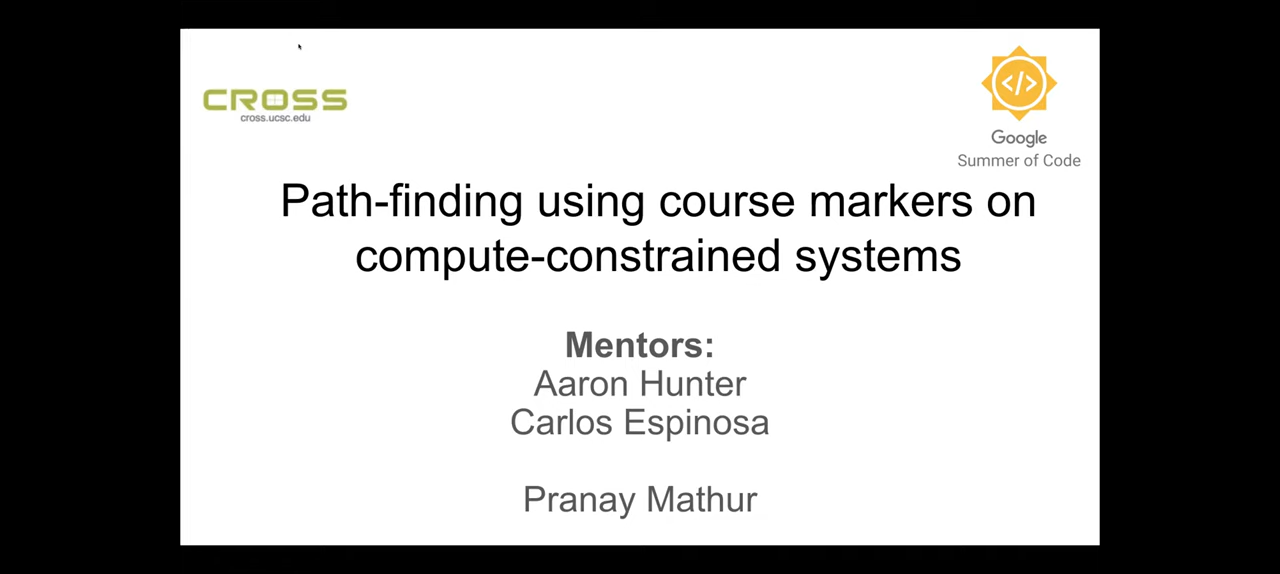 CROSS
cross.ucsc.edu
</>
Google
Summer of Code
Path-finding using course markers on
compute-constrained systems
Mentors:
Aaron Hunter
Carlos Espinosa
Pranay Mathur